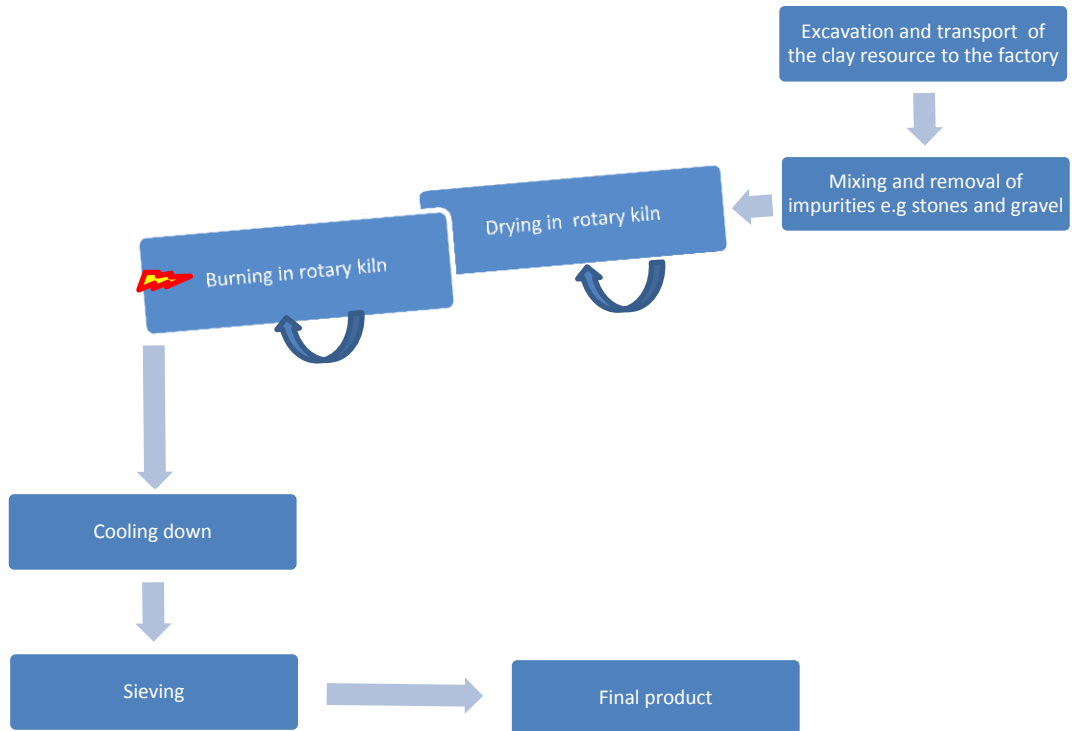 Excavation and transport of
the clay resource to the factory
Mixing and removal of
impurities e.g stones and gravel
Drying in rotary kiln
Burning in rotary kiln
Cooling down
Sieving
Final product